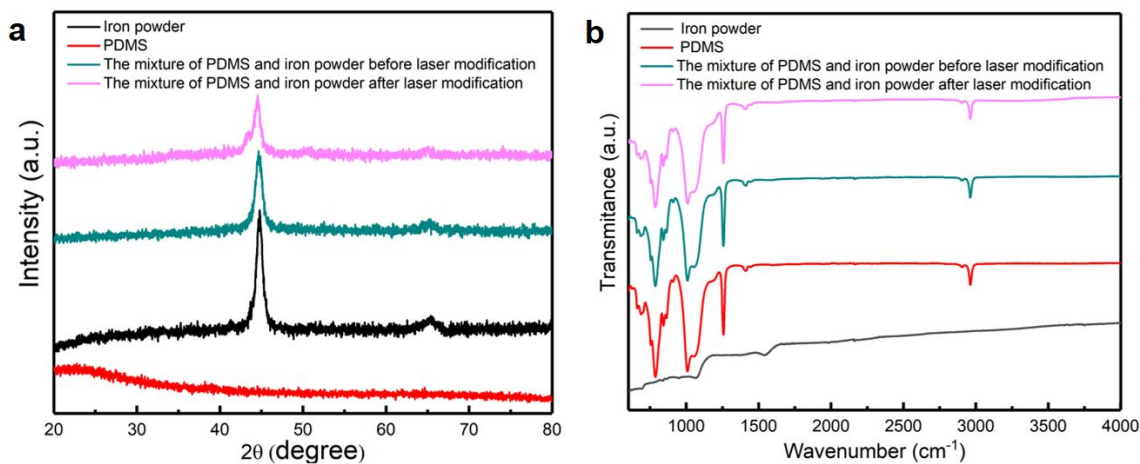 a
Iron powder
PDMS
The mixture of PDMS and iron powder before laser modification
The mixture of PDMS and iron powder after laser modification
Intensity (a.u.)
20 30 40 50 60 70 80
2θ (degree)
b
Iron powder
PDMS
The mixture of PDMS and iron powder before laser modification
The mixture of PDMS and iron powder after laser modification
Transmitance (a.u.)
1000 1500 2000 2500 3000 3500 4000
Wavenumber (cm⁻¹)